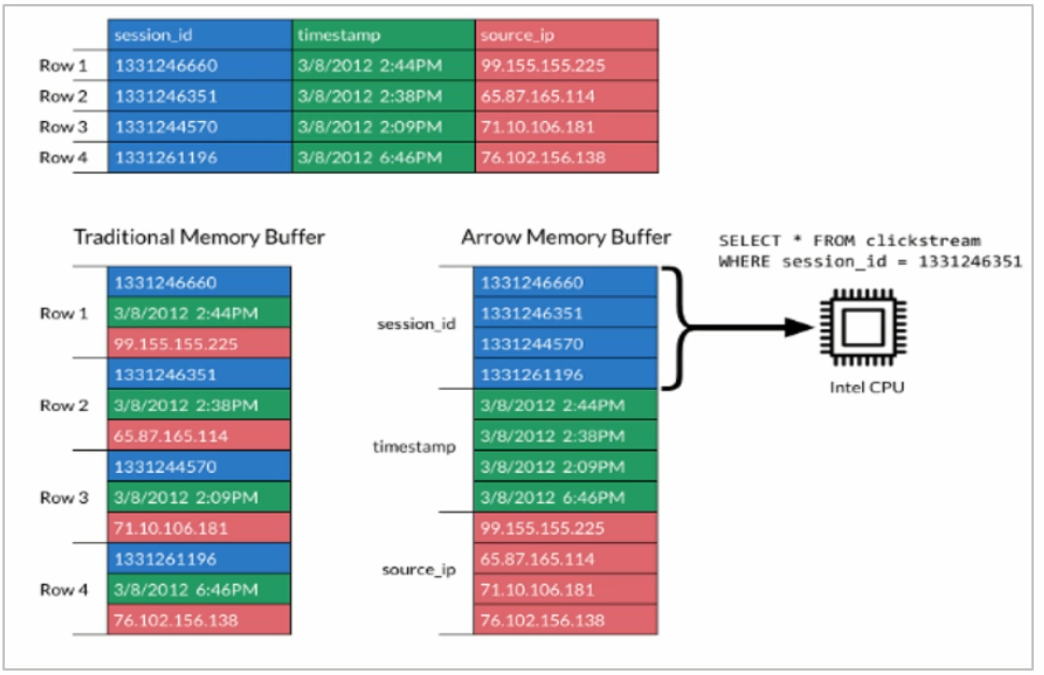 session_id timestamp source_ip
Row 1 1331246660 3/8/2012 2:44PM 99.155.155.225
Row 2 1331246351 3/8/2012 2:38PM 65.87.165.114
Row 3 1331244570 3/8/2012 2:09PM 71.10.106.181
Row 4 1331261196 3/8/2012 6:46PM 76.102.156.138
Traditional Memory Buffer
1331246660
Row 1 3/8/2012 2:44PM
99.155.155.225
1331246351
Row 2 3/8/2012 2:38PM
65.87.165.114
1331244570
Row 3 3/8/2012 2:09PM
71.10.106.181
1331261196
Row 4 3/8/2012 6:46PM
76.102.156.138
Arrow Memory Buffer
session_id
1331246660
1331246351
1331244570
1331261196
timestamp
3/8/2012 2:44PM
3/8/2012 2:38PM
3/8/2012 2:09PM
3/8/2012 6:46PM
source_ip
99.155.155.225
65.87.165.114
71.10.106.181
76.102.156.138
SELECT * FROM clickstream
WHERE session_id = 1331246351
Intel CPU